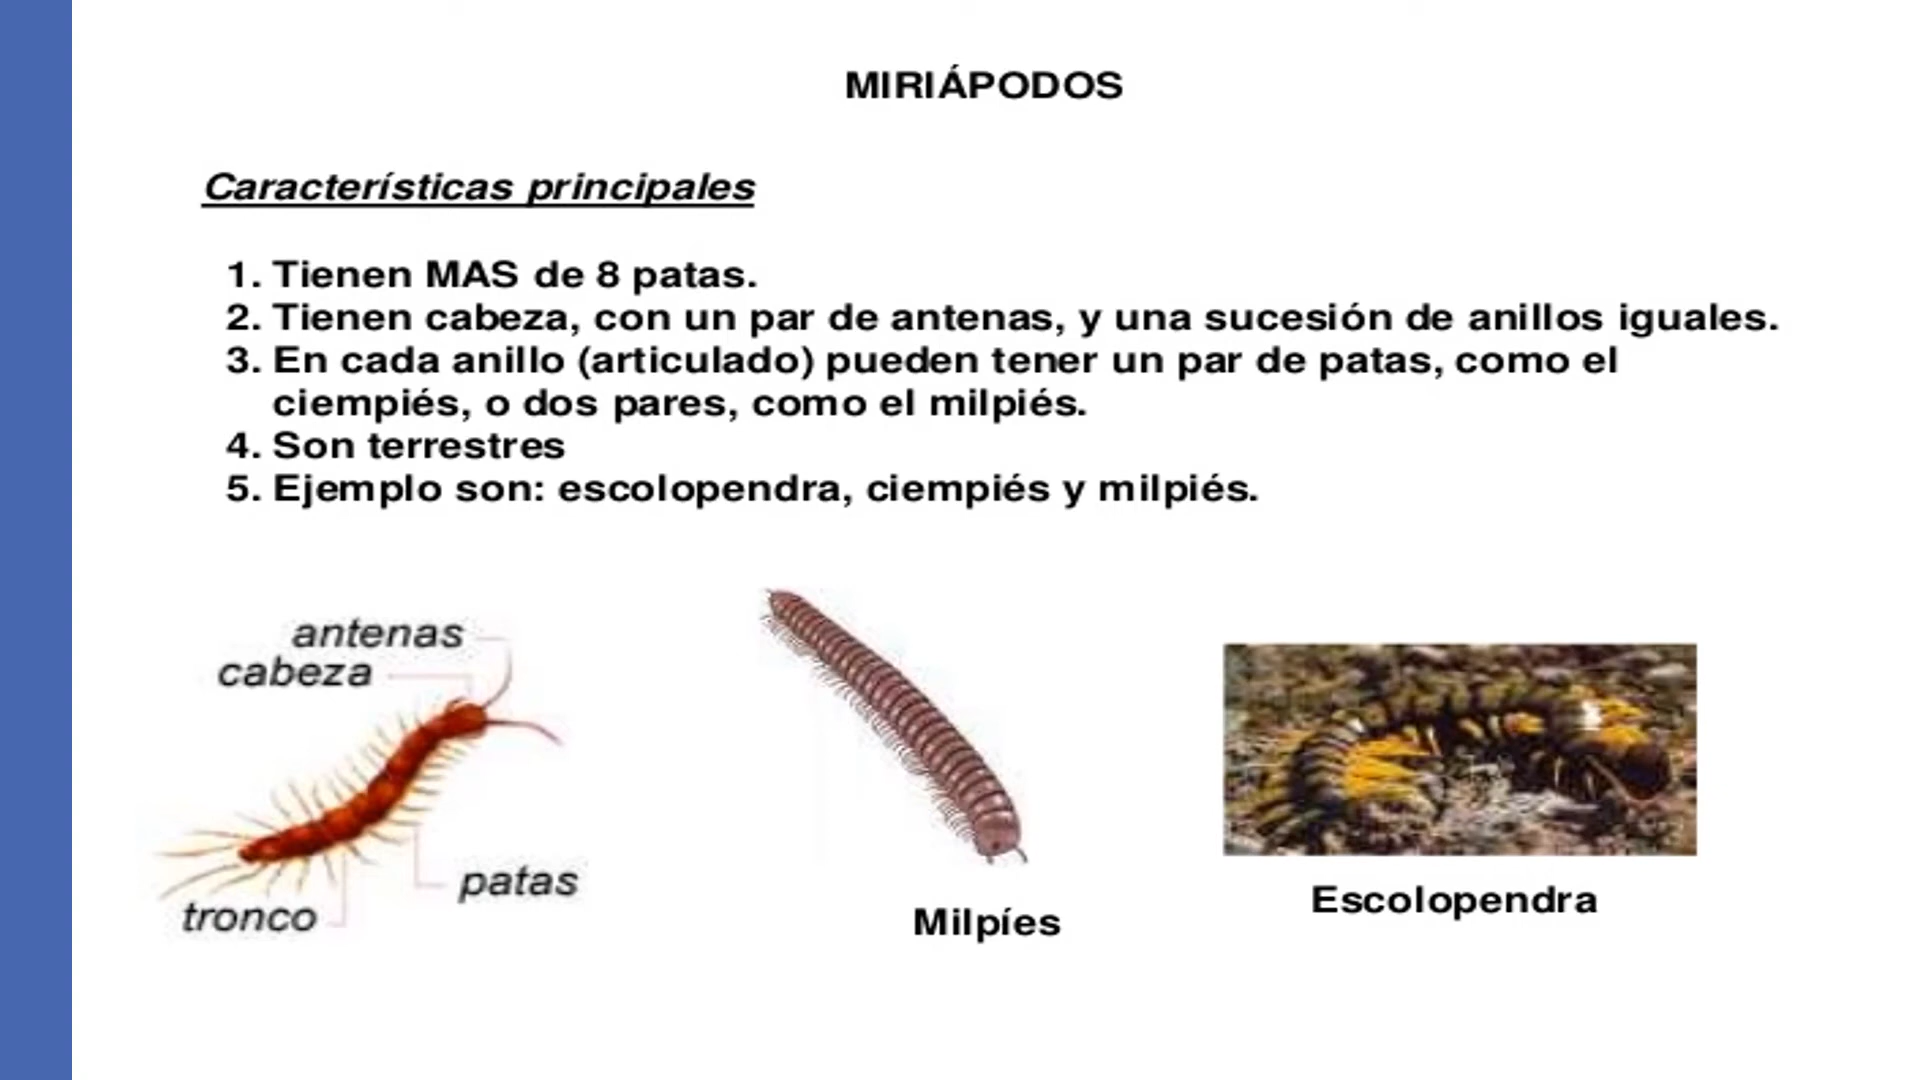 MIRIÁPODOS
Características principales
1. Tienen MAS de 8 patas.
2. Tienen cabeza, con un par de antenas, y una sucesión de anillos iguales.
3. En cada anillo (articulado) pueden tener un par de patas, como el
ciempiés, o dos pares, como el milpiés.
4. Son terrestres
5. Ejemplo son: escolopendra, ciempiés y milpiés.
antenas
cabeza
patas
tronco
Milpíes
Escolopendra